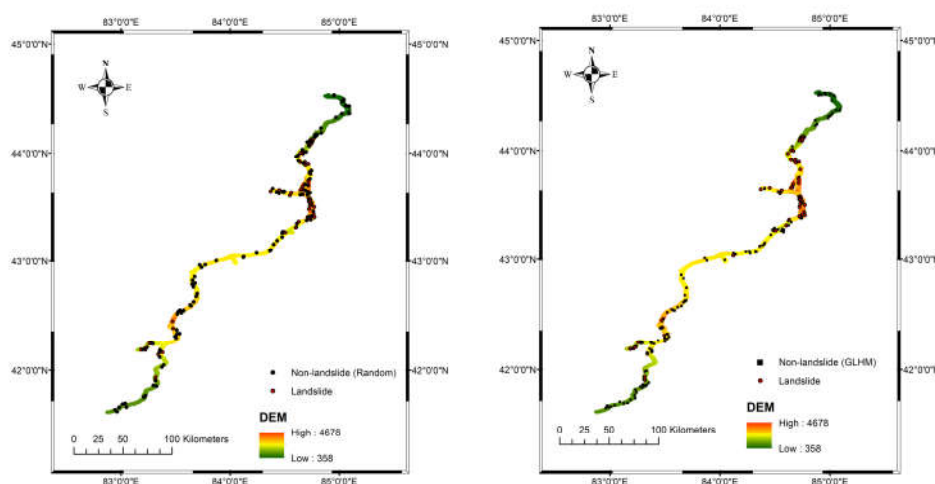 83°0'0"E 84°0'0"E 85°0'0"E
45°0'0"N 45°0'0"N
N
W E
S
44°0'0"N 44°0'0"N
43°0'0"N 43°0'0"N
42°0'0"N 42°0'0"N
Non-landslide (Random)
Landslide
DEM
High : 4678
Low : 358
0 25 50 100 Kilometers
83°0'0"E 84°0'0"E 85°0'0"E
83°0'0"E 84°0'0"E 85°0'0"E
45°0'0"N 45°0'0"N
N
W E
S
44°0'0"N 44°0'0"N
43°0'0"N 43°0'0"N
42°0'0"N 42°0'0"N
Non-landslide (GLHM)
Landslide
DEM
High : 4678
Low : 358
0 25 50 100 Kilometers
83°0'0"E 84°0'0"E 85°0'0"E